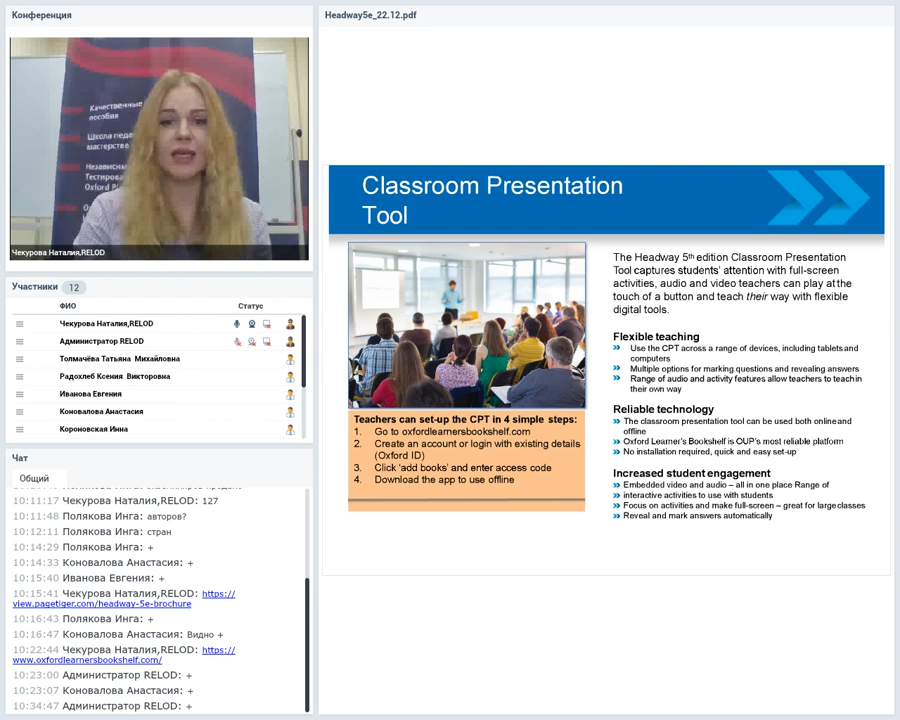 Конференция
Качественные
пособия
Школа педа
мастерства
Независим
Тестирова
Oxford Pl
Чекурова Наталия,RELOD
Участники 12
ФИО Статус
Чекурова Наталия,RELOD
Администратор RELOD
Толмачёва Татьяна Михайловна
Радохлеб Ксения Викторовна
Иванова Евгения
Коновалова Анастасия
Короновская Инна
Чат
Общий
10:11:17 Чекурова Наталия,RELOD: 127
10:11:48 Полякова Инга: авторов?
10:12:11 Полякова Инга: стран
10:14:29 Полякова Инга: +
10:14:33 Коновалова Анастасия: +
10:15:40 Иванова Евгения: +
10:15:41 Чекурова Наталия,RELOD: https://
view.pagetiger.com/headway-5e-brochure
10:16:43 Полякова Инга: +
10:16:47 Коновалова Анастасия: Видно +
10:22:44 Чекурова Наталия,RELOD: https://
www.oxfordlearnersbookshelf.com/
10:23:00 Администратор RELOD: +
10:23:07 Коновалова Анастасия: +
10:34:47 Администратор RELOD: +
Headway5e_22.12.pdf
Classroom Presentation
Tool
Teachers can set-up the CPT in 4 simple steps:
1. Go to oxfordlearnersbookshelf.com
2. Create an account or login with existing details
(Oxford ID)
3. Click ‘add books’ and enter access code
4. Download the app to use offline
The Headway 5th edition Classroom Presentation
Tool captures students’ attention with full-screen
activities, audio and video teachers can play at the
touch of a button and teach their way with flexible
digital tools.
Flexible teaching
Use the CPT across a range of devices, including tablets and
computers
Multiple options for marking questions and revealing answers
Range of audio and activity features allow teachers to teach in
their own way
Reliable technology
The classroom presentation tool can be used both online and
offline
Oxford Learner’s Bookshelf is OUP’s most reliable platform
No installation required, quick and easy set-up
Increased student engagement
Embedded video and audio – all in one place Range of
interactive activities to use with students
Focus on activities and make full-screen – great for large classes
Reveal and mark answers automatically